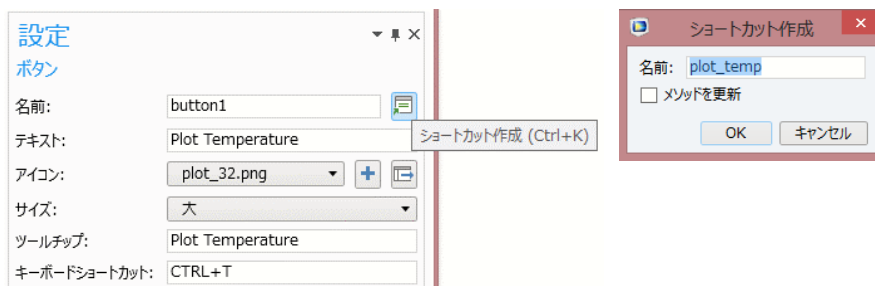 設定
ボタン
名前: button1
ショートカット作成 (Ctrl+K)
テキスト: Plot Temperature
アイコン: plot_32.png
サイズ: 大
ツールチップ: Plot Temperature
キーボードショートカット: CTRL+T
ショートカット作成
名前: plot_temp
メソッドを更新
OK キャンセル